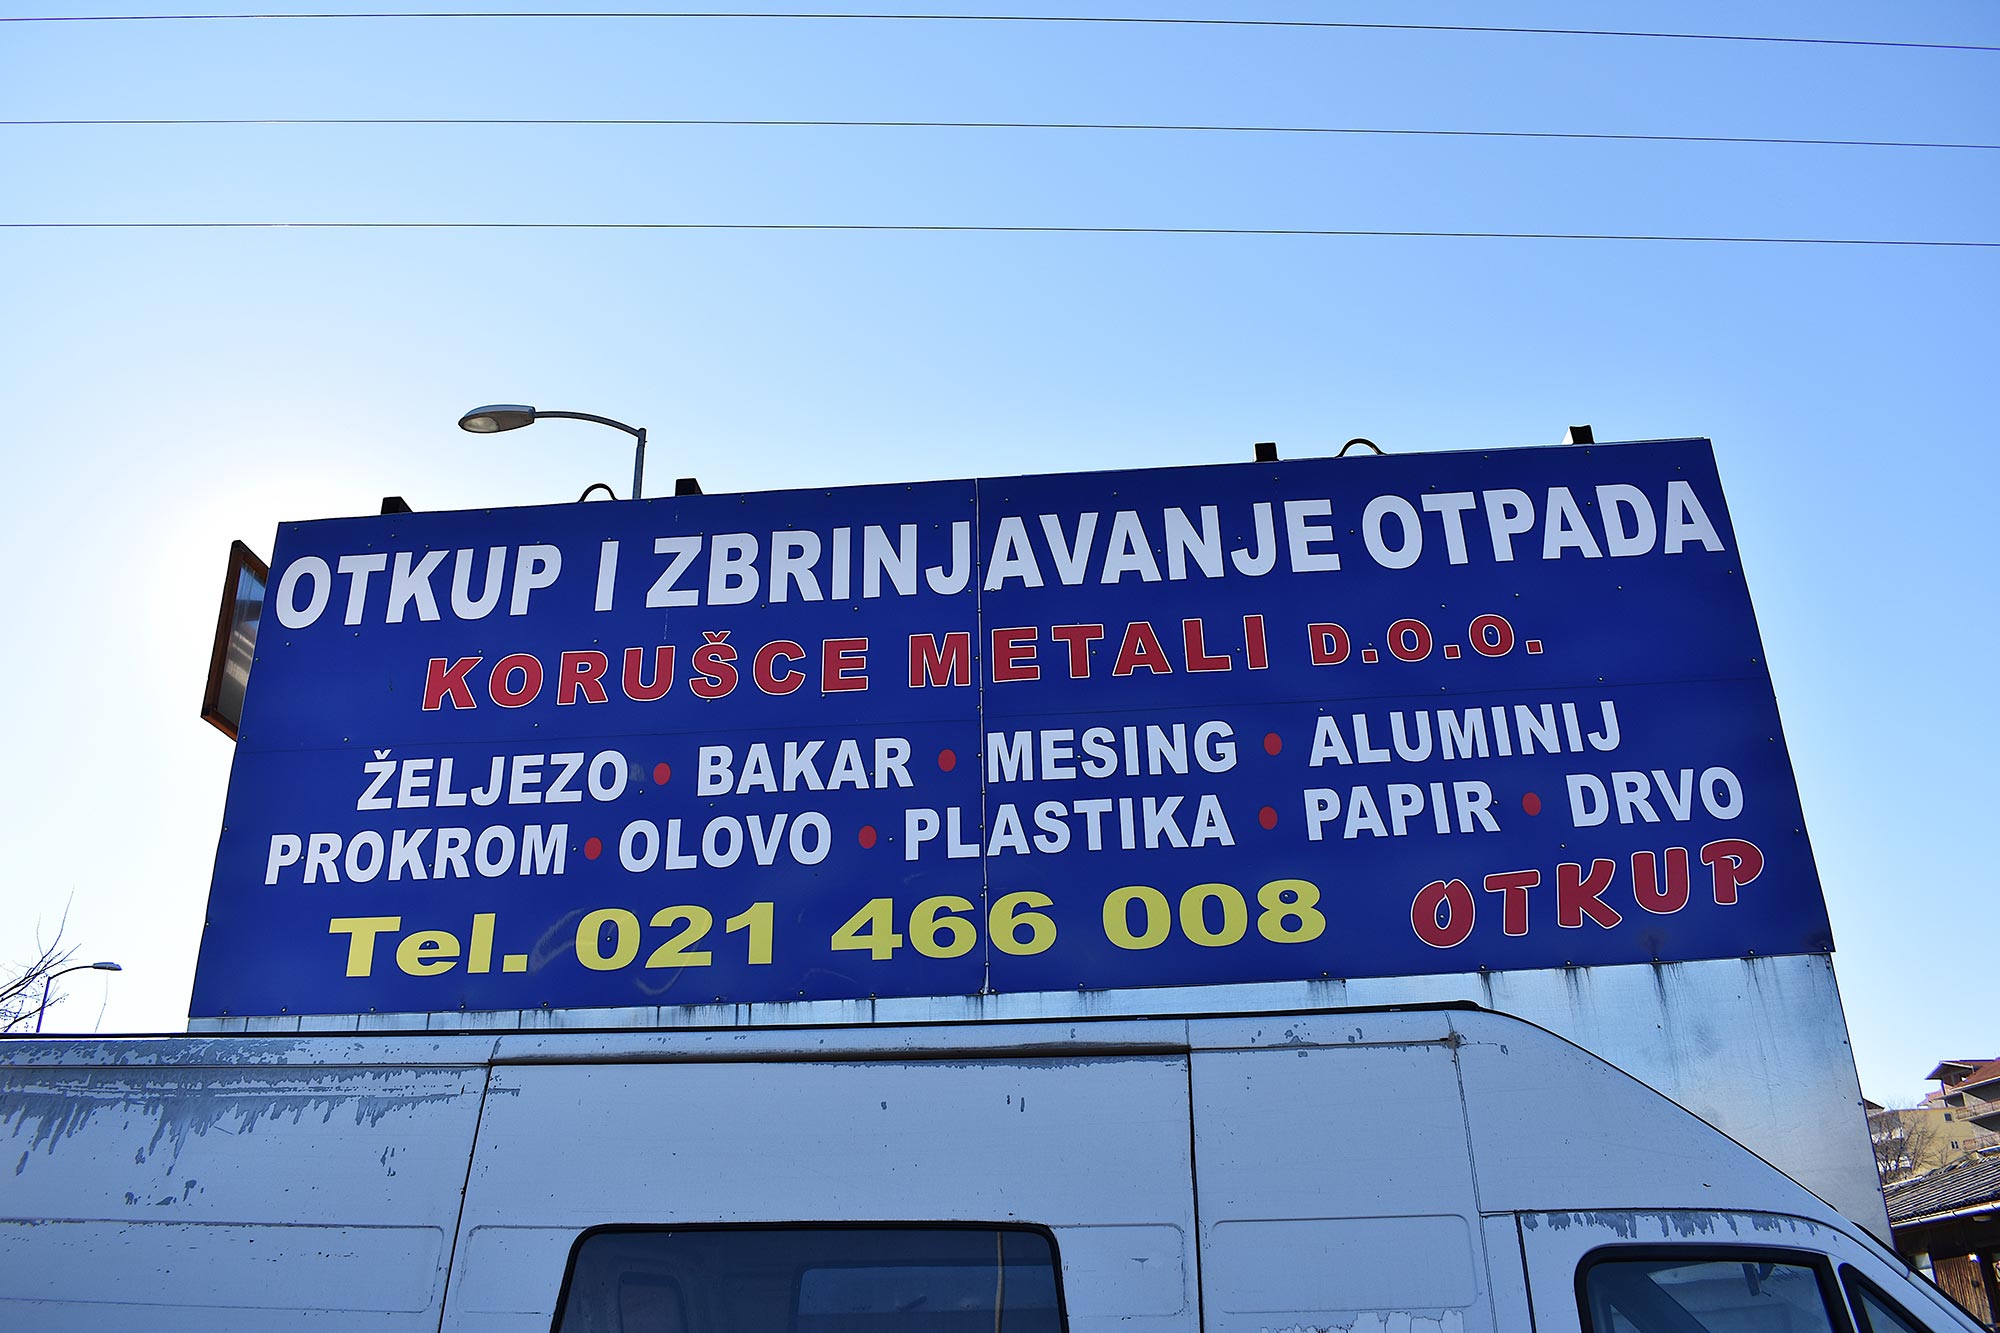 OTKUP I ZBRINJAVANJE OTPADA
KORUŠCE METALI D.O.O.
ŽELJEZO • BAKAR • MESING • ALUMINIJ
PROKROM • OLOVO • PLASTIKA • PAPIR • DRVO
Tel. 021 466 008 OTKUP